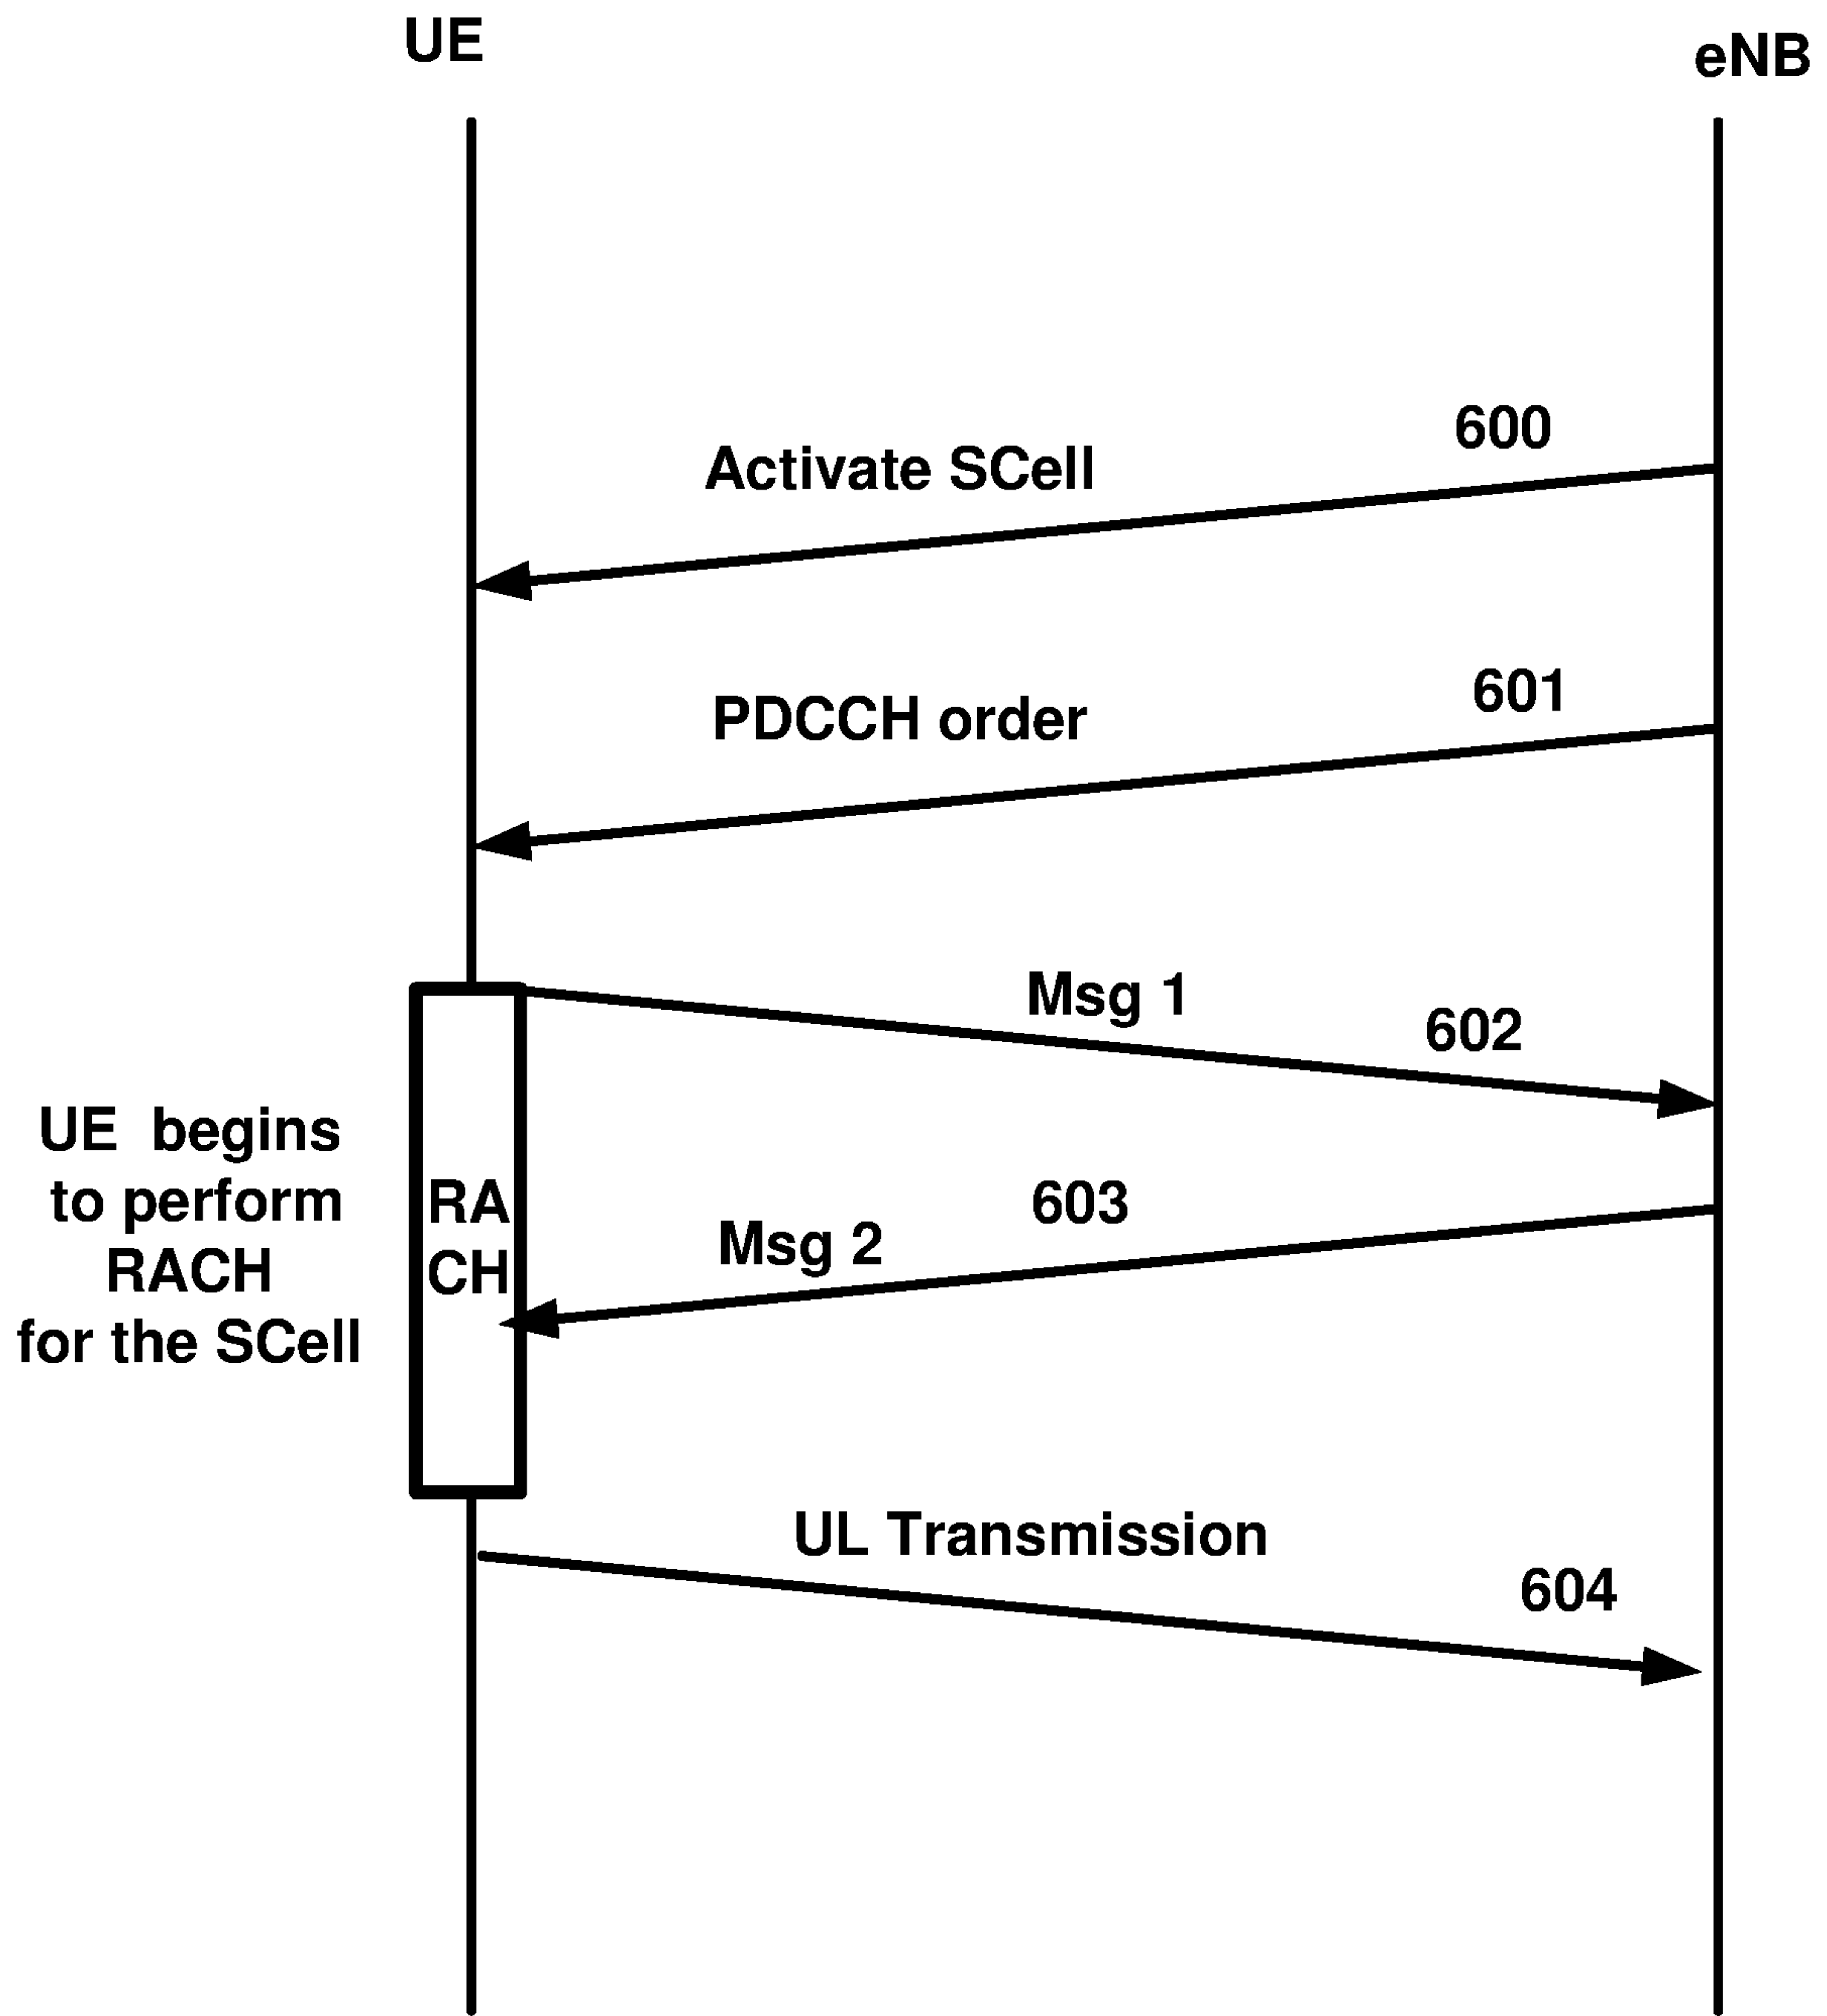 UE
eNB
600
Activate SCell
601
PDCCH order
Msg 1
602
UE begins
to perform
RACH
for the SCell
RA
CH
603
Msg 2
UL Transmission
604